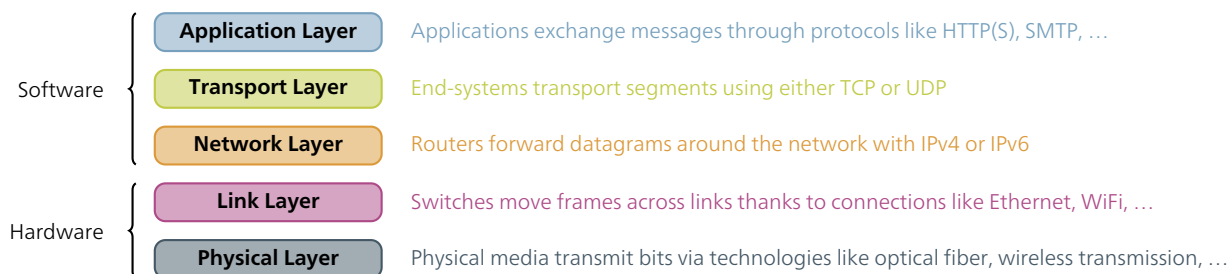 Application Layer Applications exchange messages through protocols like HTTP(S), SMTP, …
Software Transport Layer End-systems transport segments using either TCP or UDP
Network Layer Routers forward datagrams around the network with IPv4 or IPv6
Link Layer Switches move frames across links thanks to connections like Ethernet, WiFi, …
Hardware
Physical Layer Physical media transmit bits via technologies like optical fiber, wireless transmission, …